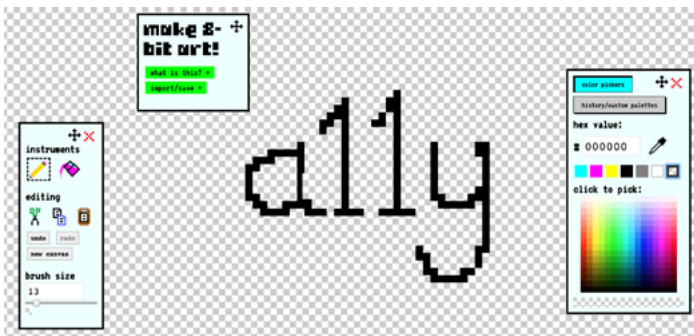 make 8-
bit art!
what is this? +
import/save +
instruments
editing
undo redo
new canvas
brush size
13
a11y
color pickers
history/custom palettes
hex value:
# 000000
click to pick: